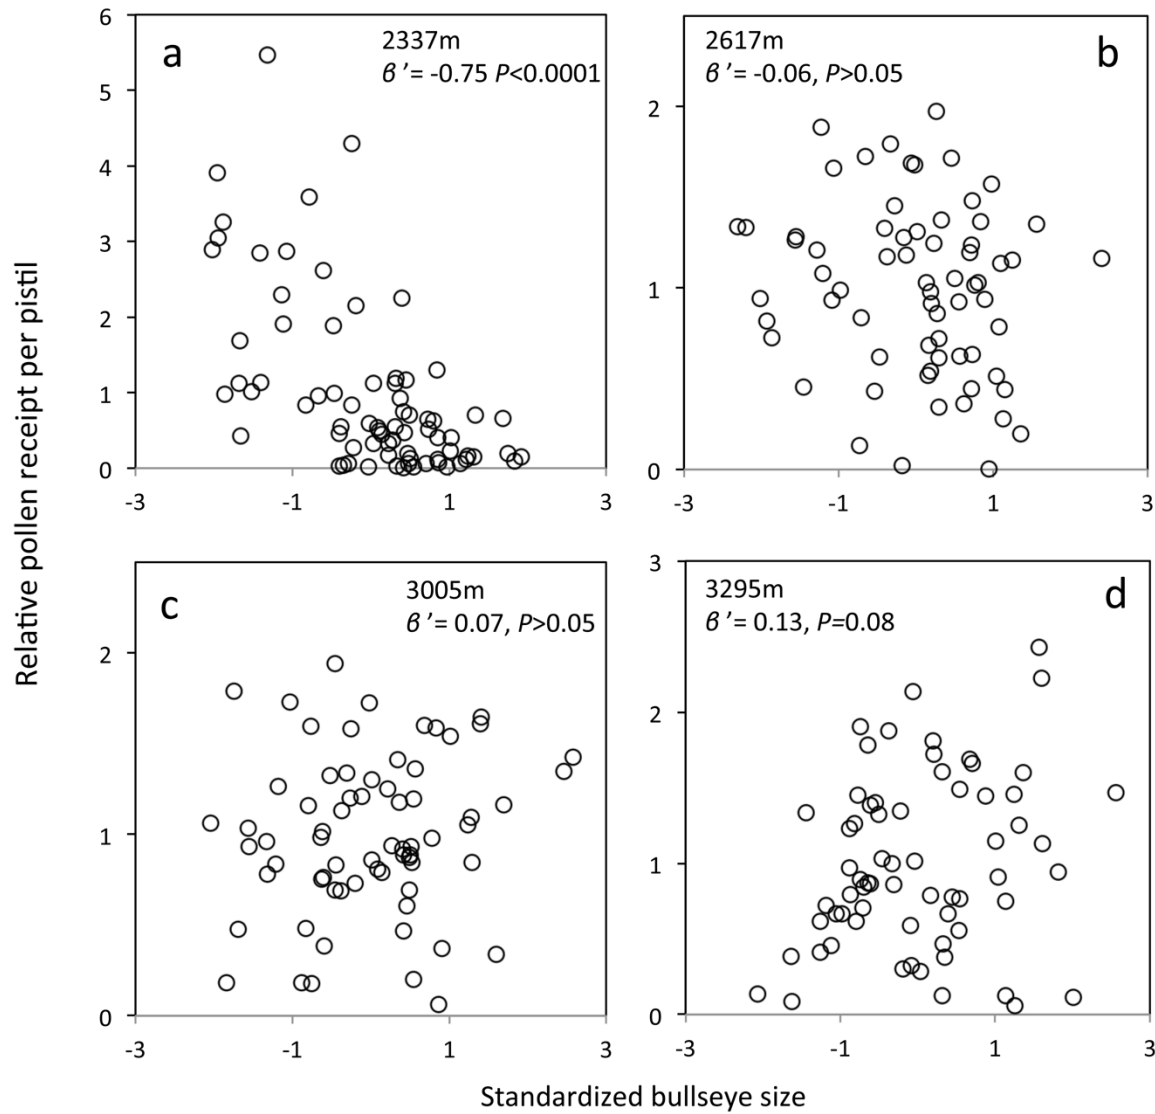 Relative pollen receipt per pistil
a
2337m
β’= -0.75 P<0.0001
6
5
4
3
2
1
0
-3
-1
1
3
b
2617m
β’= -0.06, P>0.05
2
1
0
-3
-1
1
3
c
3005m
β’= 0.07, P>0.05
2
1
0
-3
-1
1
3
d
3295m
β’= 0.13, P=0.08
3
2
1
0
-3
-1
1
3
Standardized bullseye size